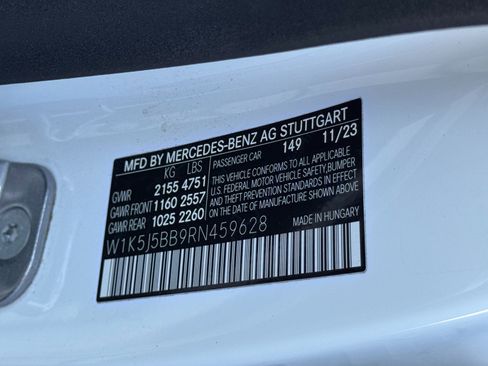 MFD BY MERCEDES-BENZ AG STUTTGART
KG LBS PASSENGER CAR 149 11/23
GVWR 2155 4751
GAWR FRONT 1160 2557
GAWR REAR 1025 2260
THIS VEHICLE CONFORMS TO ALL APPLICABLE
U.S. FEDERAL MOTOR VEHICLE SAFETY,BUMPER
AND THEFT PREVENTION STANDARDS IN EFFECT
ON THE DATE OF MANUFACTURE SHOWN ABOVE.
W1K5J5BB9RN459628 MADE IN HUNGARY